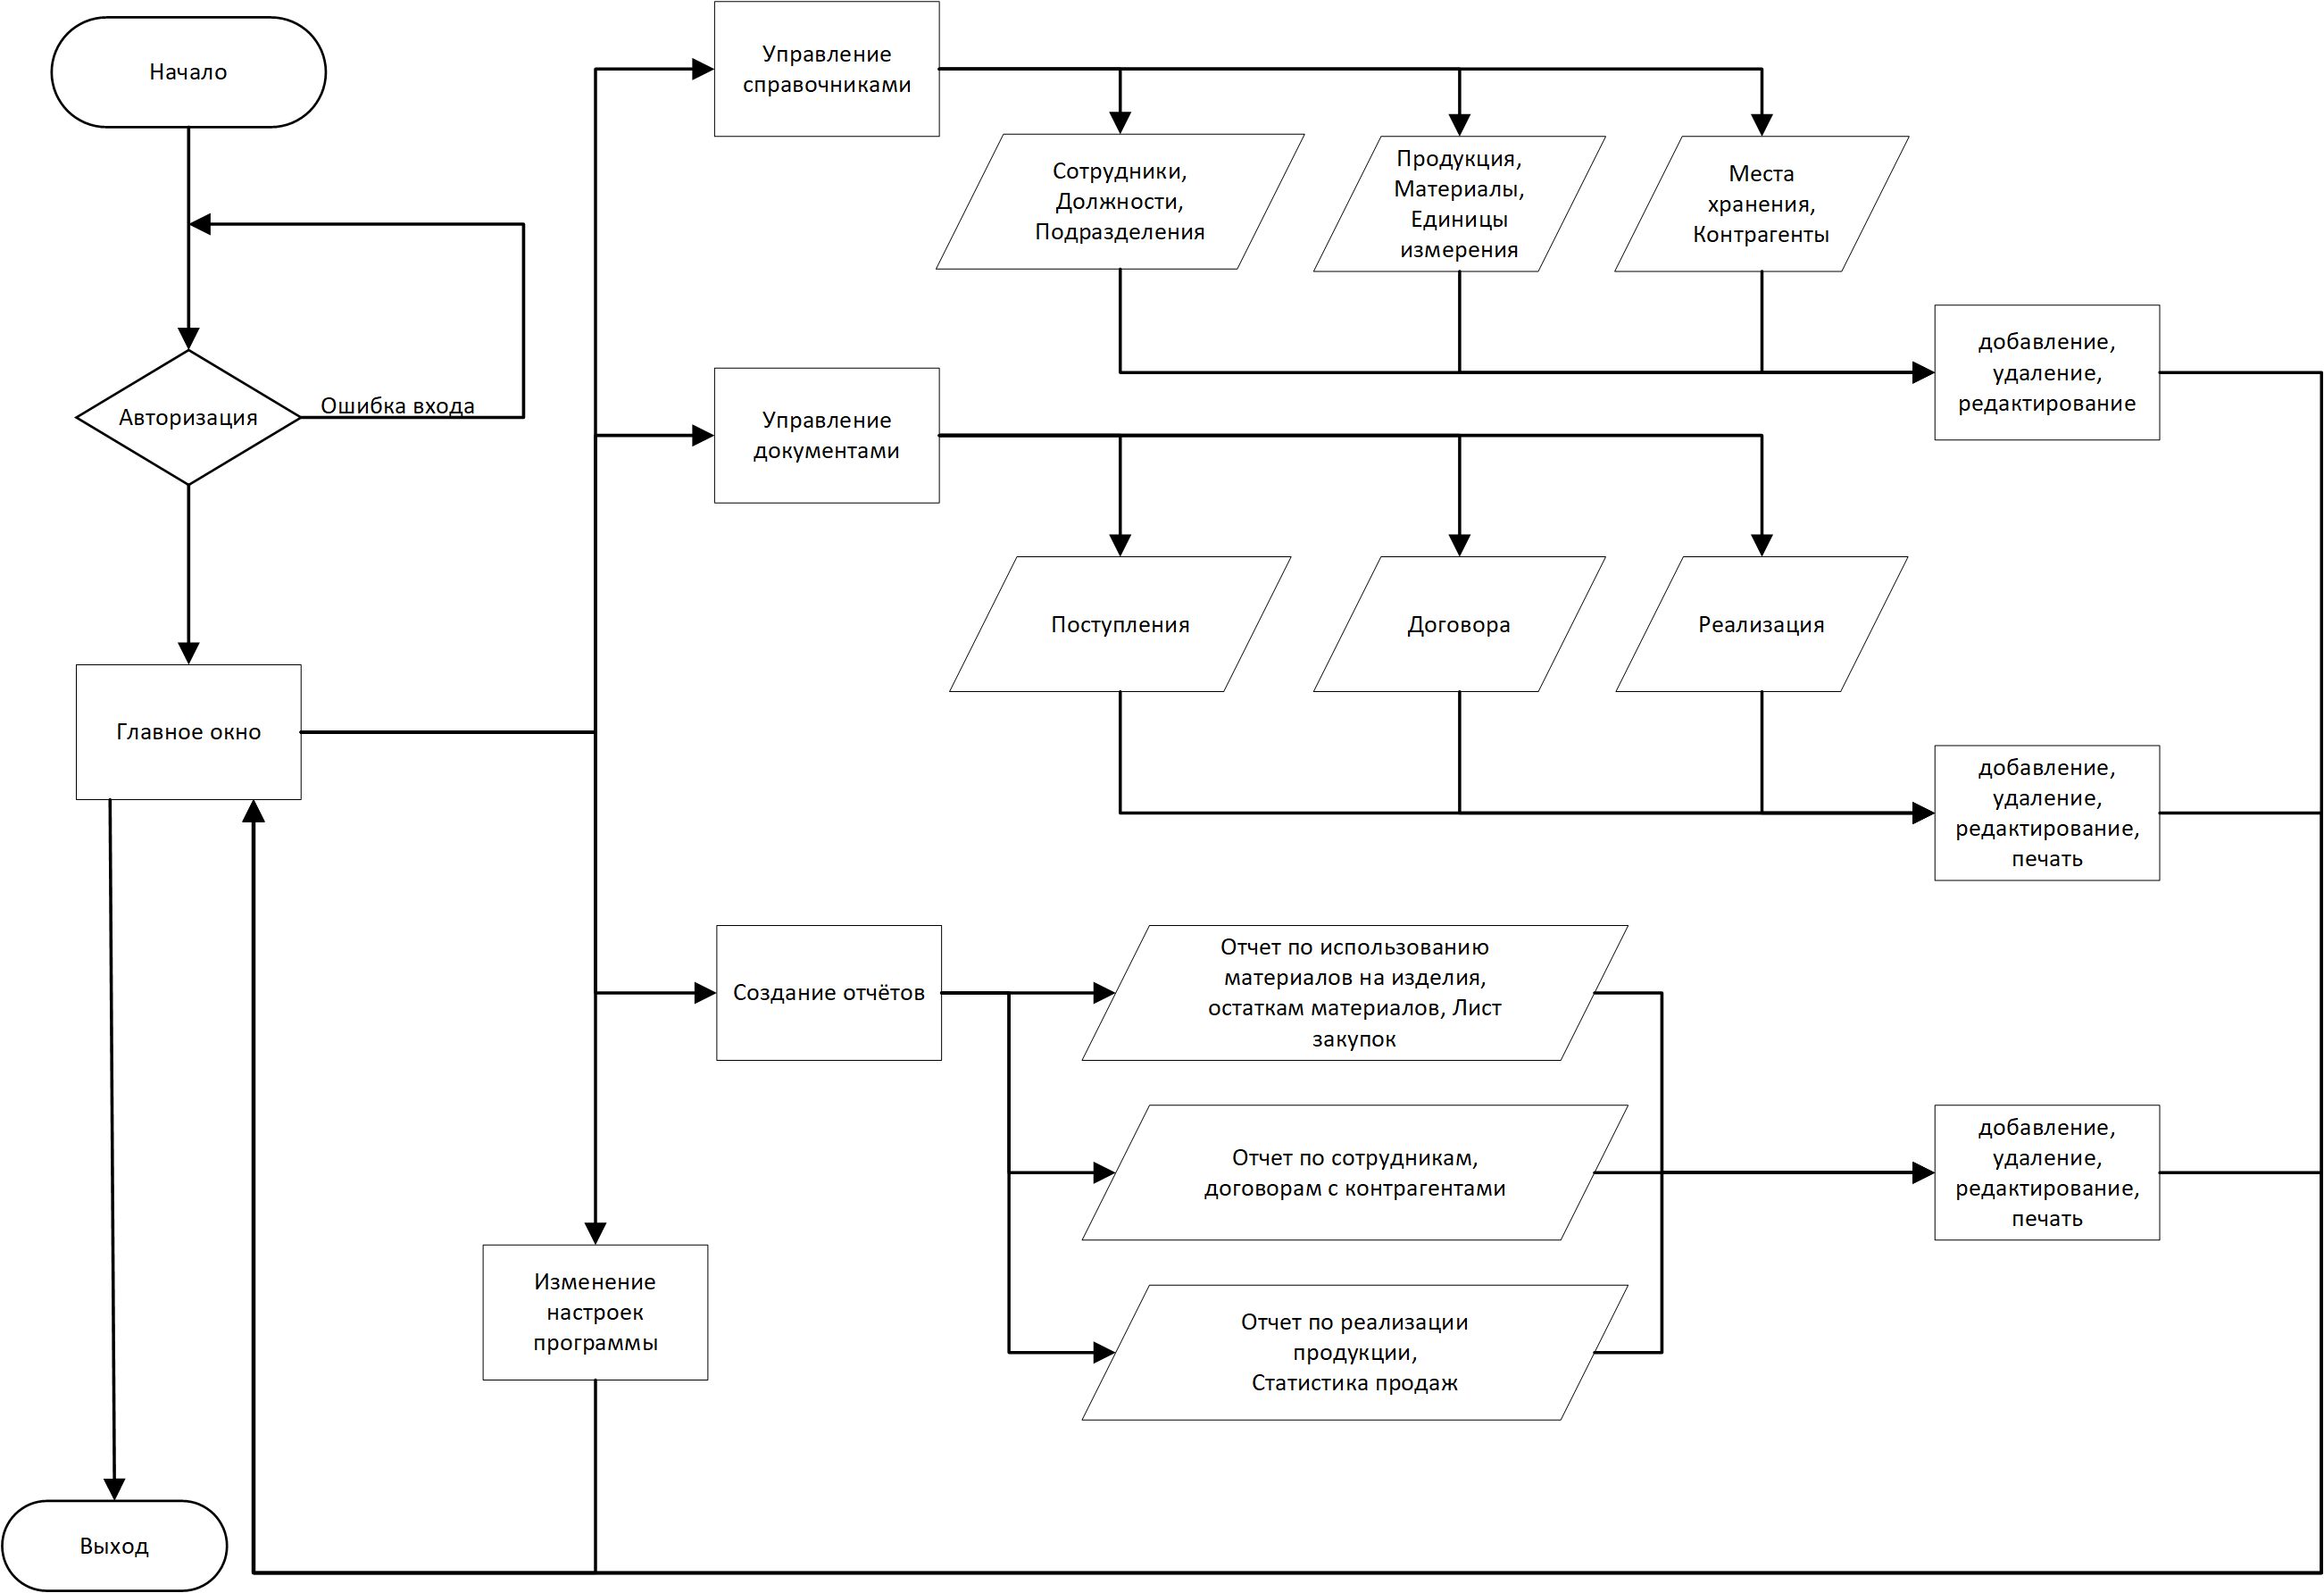 Начало
Авторизация
Ошибка входа
Главное окно
Выход
Управление
справочниками
Сотрудники,
Должности,
Подразделения
Продукция,
Материалы,
Единицы
измерения
Места
хранения,
Контрагенты
добавление,
удаление,
редактирование
Управление
документами
Поступления
Договора
Реализация
добавление,
удаление,
редактирование,
печать
Создание отчётов
Отчет по использованию
материалов на изделия,
остаткам материалов, Лист
закупок
Отчет по сотрудникам,
договорам с контрагентами
Отчет по реализации
продукции,
Статистика продаж
добавление,
удаление,
редактирование,
печать
Изменение
настроек
программы